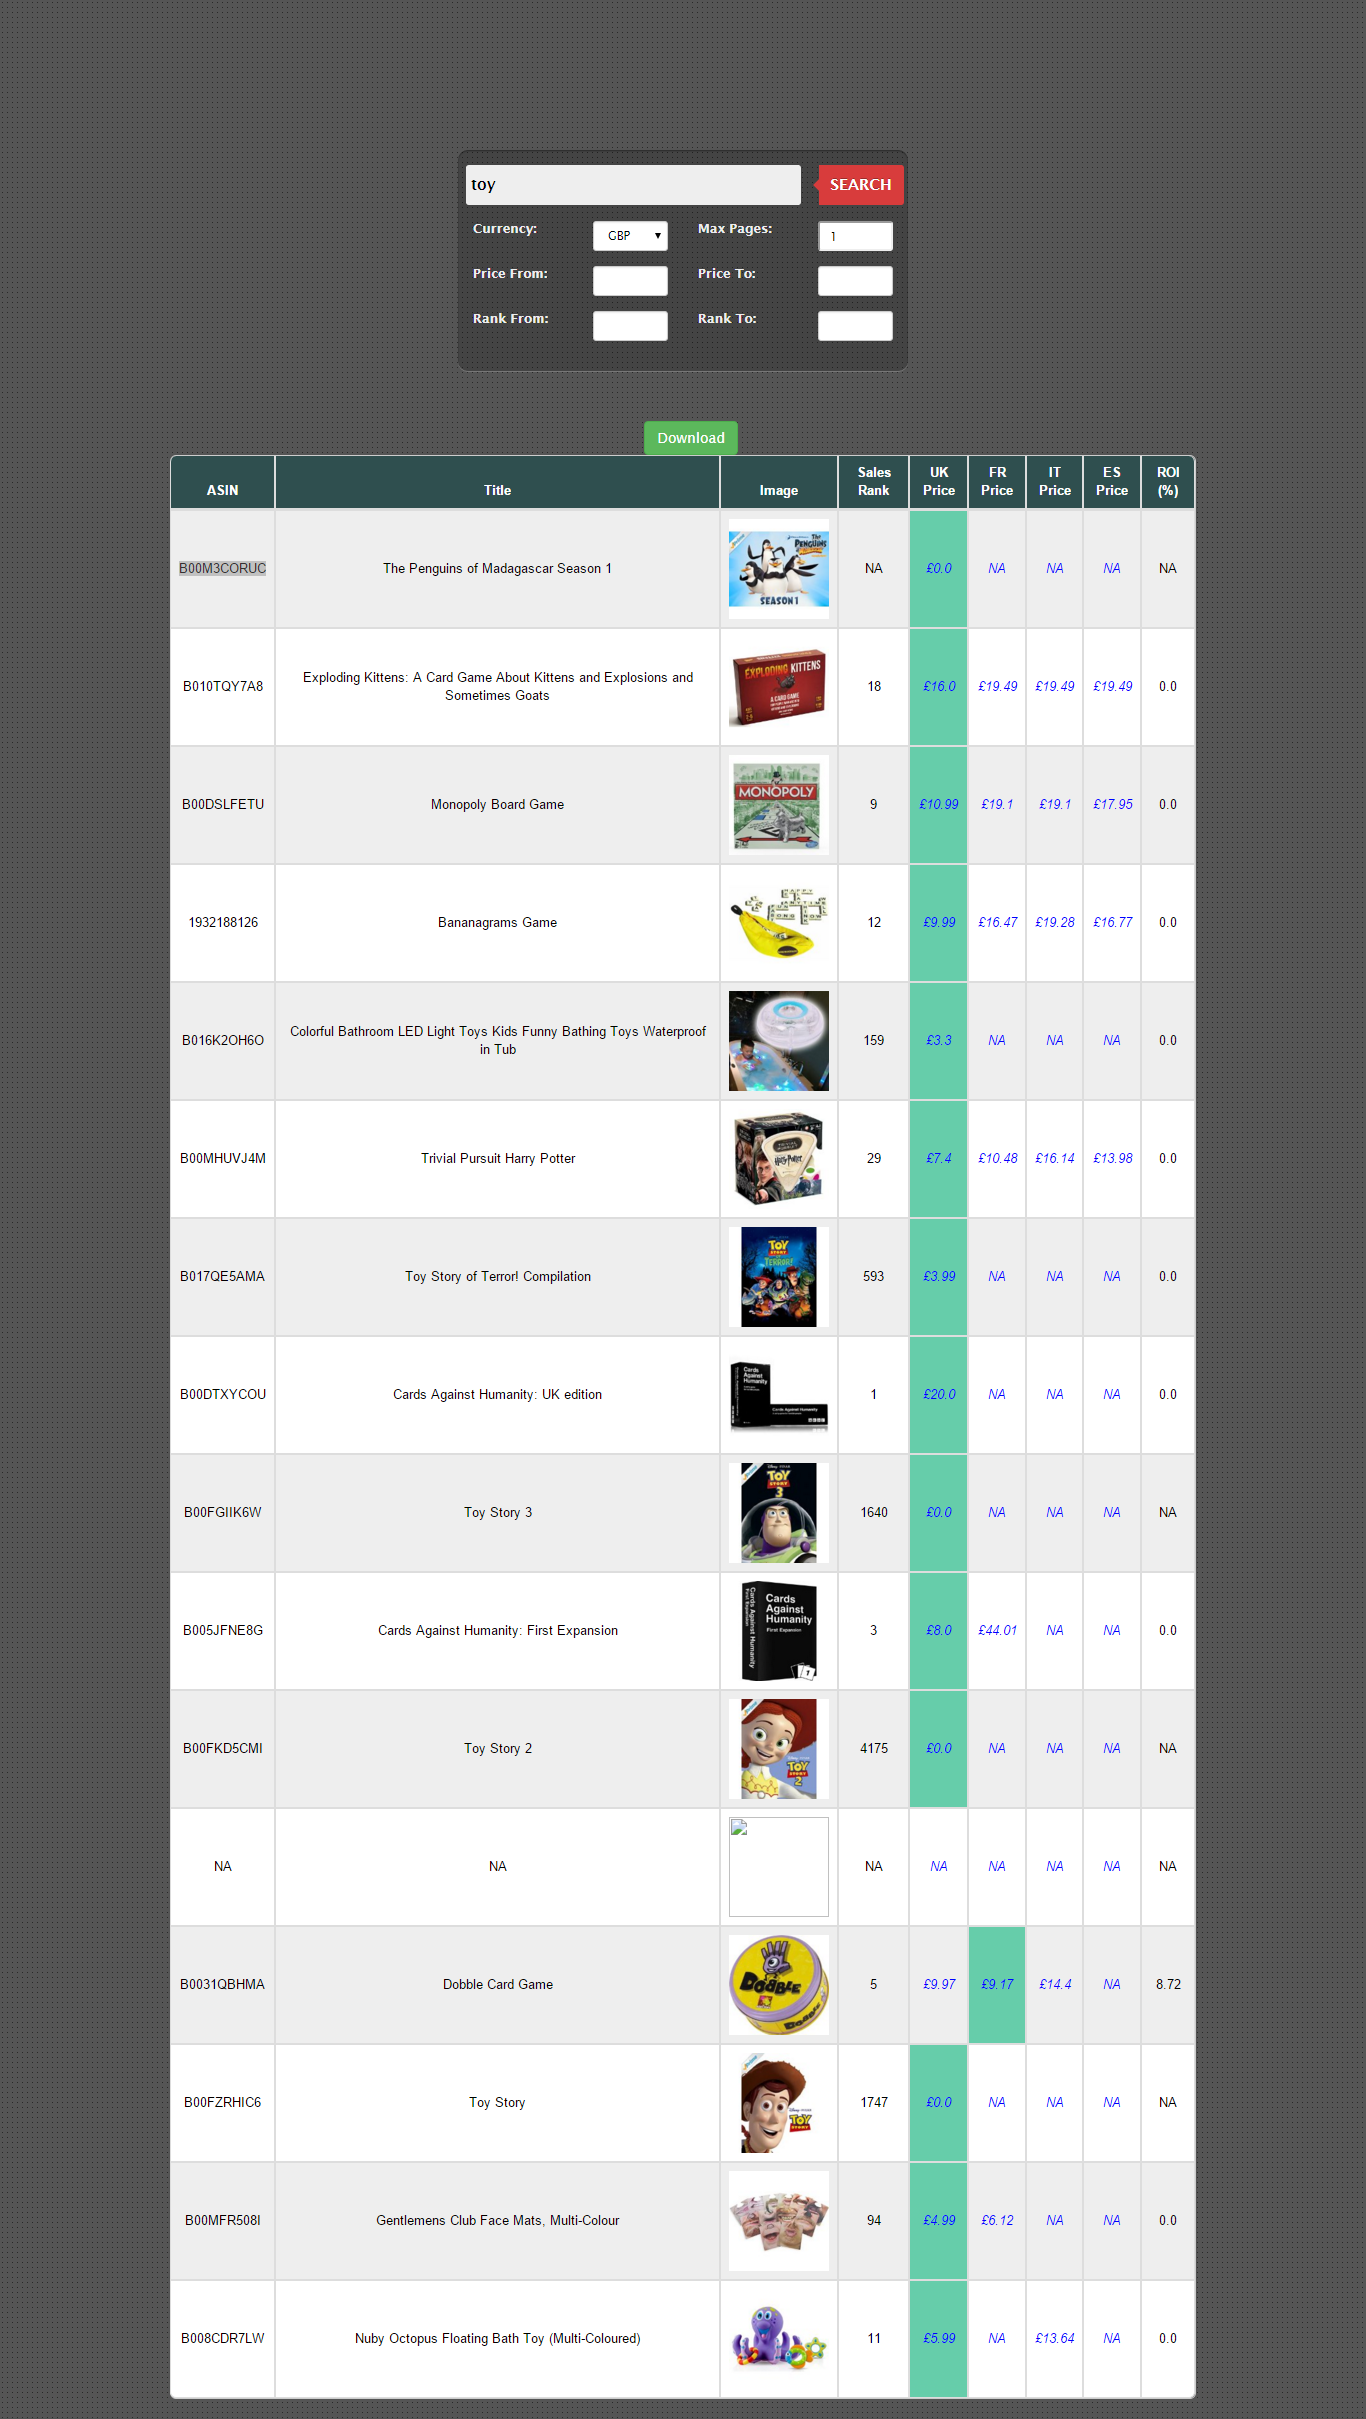 toy
SEARCH
Currency:
GBP
Max Pages:
1
Price From:
Price To:
Rank From:
Rank To:
Download
ASIN Title Image Sales Rank UK Price FR Price IT Price ES Price ROI (%)
B00M3CORUC The Penguins of Madagascar Season 1 NA £0.0 NA NA NA NA
The PENGUINS
SEASON 1
B010TQY7A8 Exploding Kittens: A Card Game About Kittens and Explosions and Sometimes Goats 18 £16.0 £19.49 £19.49 £19.49 0.0
EXPLODING KITTENS
A CARD GAME
B00DSLFETU Monopoly Board Game 9 £10.99 £19.1 £19.1 £17.95 0.0
MONOPOLY
1932188126 Bananagrams Game 12 £9.99 £16.47 £19.28 £16.77 0.0
B016K2OH6O Colorful Bathroom LED Light Toys Kids Funny Bathing Toys Waterproof in Tub 159 £3.3 NA NA NA 0.0
B00MHUVJ4M Trivial Pursuit Harry Potter 29 £7.4 £10.48 £16.14 £13.98 0.0
Harry Potter
B017QE5AMA Toy Story of Terror! Compilation 593 £3.99 NA NA NA 0.0
TOY STORY TERROR!
B00DTXYCOU Cards Against Humanity: UK edition 1 £20.0 NA NA NA 0.0
Cards Against Humanity
Cards Against Humanity
B00FGIIK6W Toy Story 3 1640 £0.0 NA NA NA NA
TOY STORY 3
B005JFNE8G Cards Against Humanity: First Expansion 3 £8.0 £44.01 NA NA 0.0
Cards Against Humanity
First Expansion
Cards Against Humanity
First Expansion
1
B00FKD5CMI Toy Story 2 4175 £0.0 NA NA NA NA
TOY STORY 2
NA NA NA NA NA NA NA NA
B0031QBHMA Dobble Card Game 5 £9.97 £9.17 £14.4 NA 8.72
DOBBLE
DOBBLE
B00FZRHIC6 Toy Story 1747 £0.0 NA NA NA NA
TOY STORY
B00MFR508I Gentlemens Club Face Mats, Multi-Colour 94 £4.99 £6.12 NA NA 0.0
B008CDR7LW Nuby Octopus Floating Bath Toy (Multi-Coloured) 11 £5.99 NA £13.64 NA 0.0